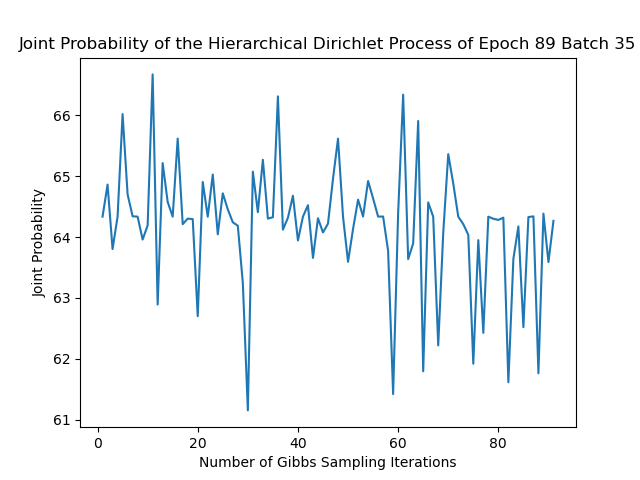 Joint Probability of the Hierarchical Dirichlet Process of Epoch 89 Batch 35
66
65
64
63
62
61
Joint Probability
0 20 40 60 80
Number of Gibbs Sampling Iterations